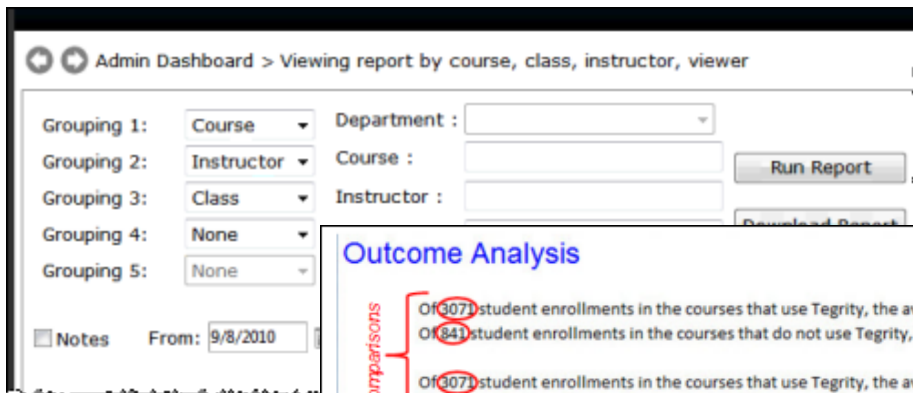 Admin Dashboard > Viewing report by course, class, instructor, viewer
Grouping 1: Course Department :
Grouping 2: Instructor Course :
Run Report
Grouping 3: Class Instructor :
Grouping 4: None
Download Report
Grouping 5: None
Notes From: 9/8/2010
Outcome Analysis
Of 3071 student enrollments in the courses that use Tegrity, the
Of 841 student enrollments in the courses that do not use Tegrity,
Of 3071 student enrollments in the courses that use Tegrity, the
omparisons